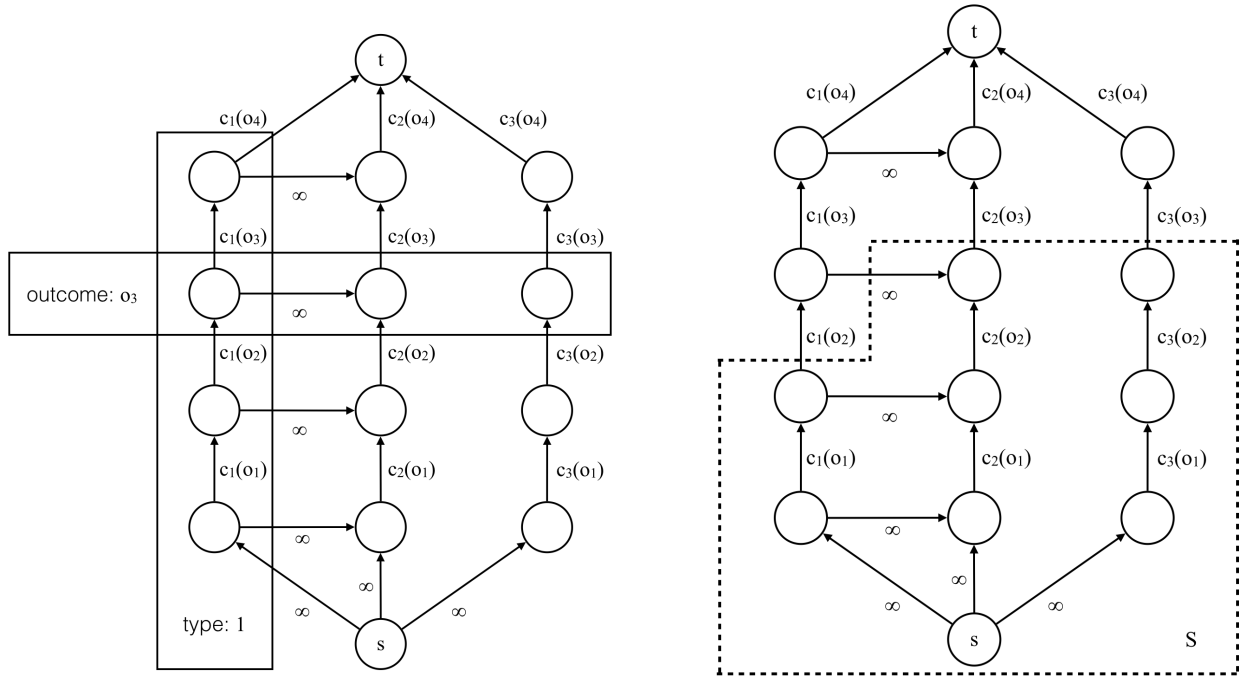 t
c₁(o₄) c₂(o₄) c₃(o₄)
∞
c₁(o₃) c₂(o₃) c₃(o₃)
outcome: o₃
∞
c₁(o₂) c₂(o₂) c₃(o₂)
∞
c₁(o₁) c₂(o₁) c₃(o₁)
∞
∞
∞ ∞
type: 1
s
t
c₁(o₄) c₂(o₄) c₃(o₄)
∞
c₁(o₃) c₂(o₃) c₃(o₃)
∞
c₁(o₂) c₂(o₂) c₃(o₂)
∞
c₁(o₁) c₂(o₁) c₃(o₁)
∞
∞
∞ ∞
s
S